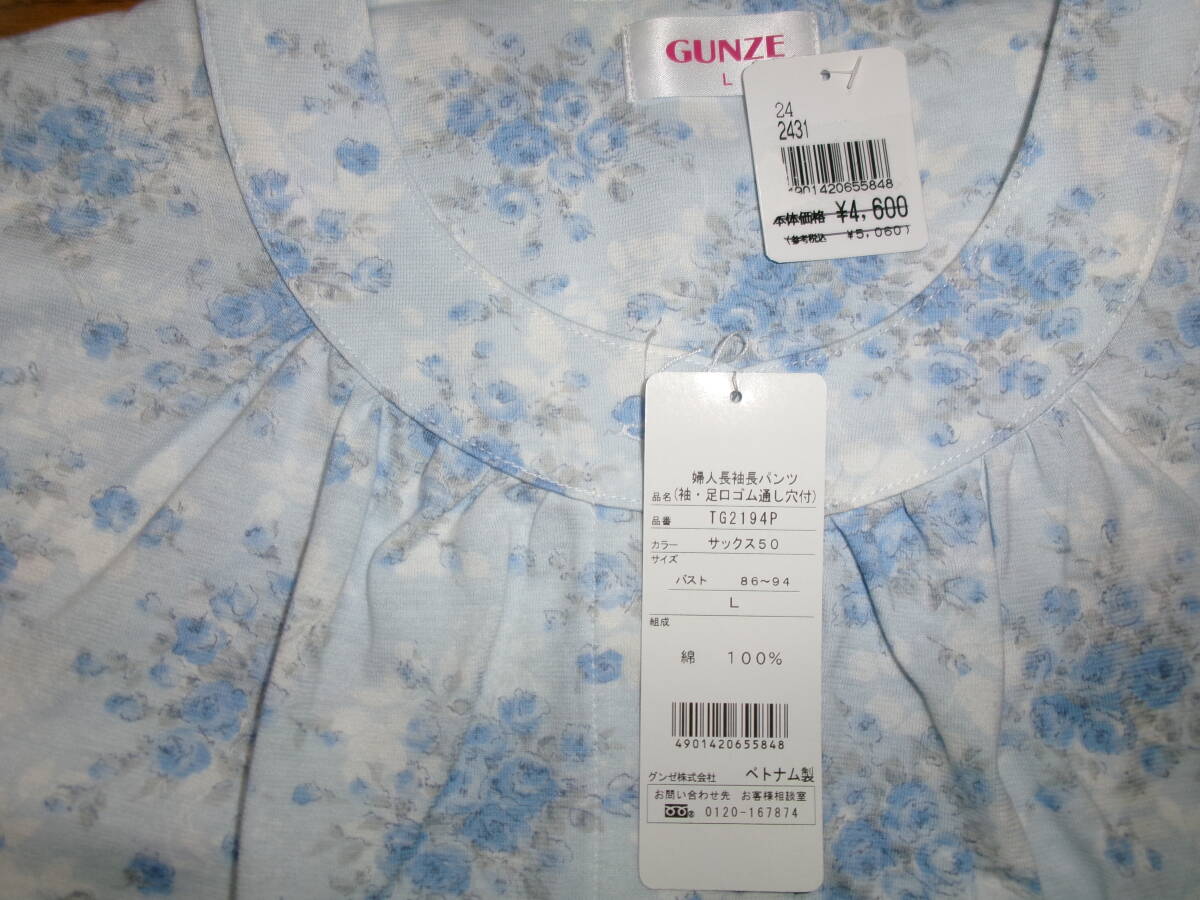 GUNZE
L
24
2431
4901420655848
本体価格 ¥4,600
(参考税込 ¥5,060)
婦人長袖長パンツ
品名(袖・足口ゴム通し穴付)
品番 TG2194P
カラー サックス50
サイズ
バスト 86~94
L
組成
綿 100%
4901420655848
グンゼ株式会社 ベトナム製
お問い合わせ先 お客様相談室
0120-167874